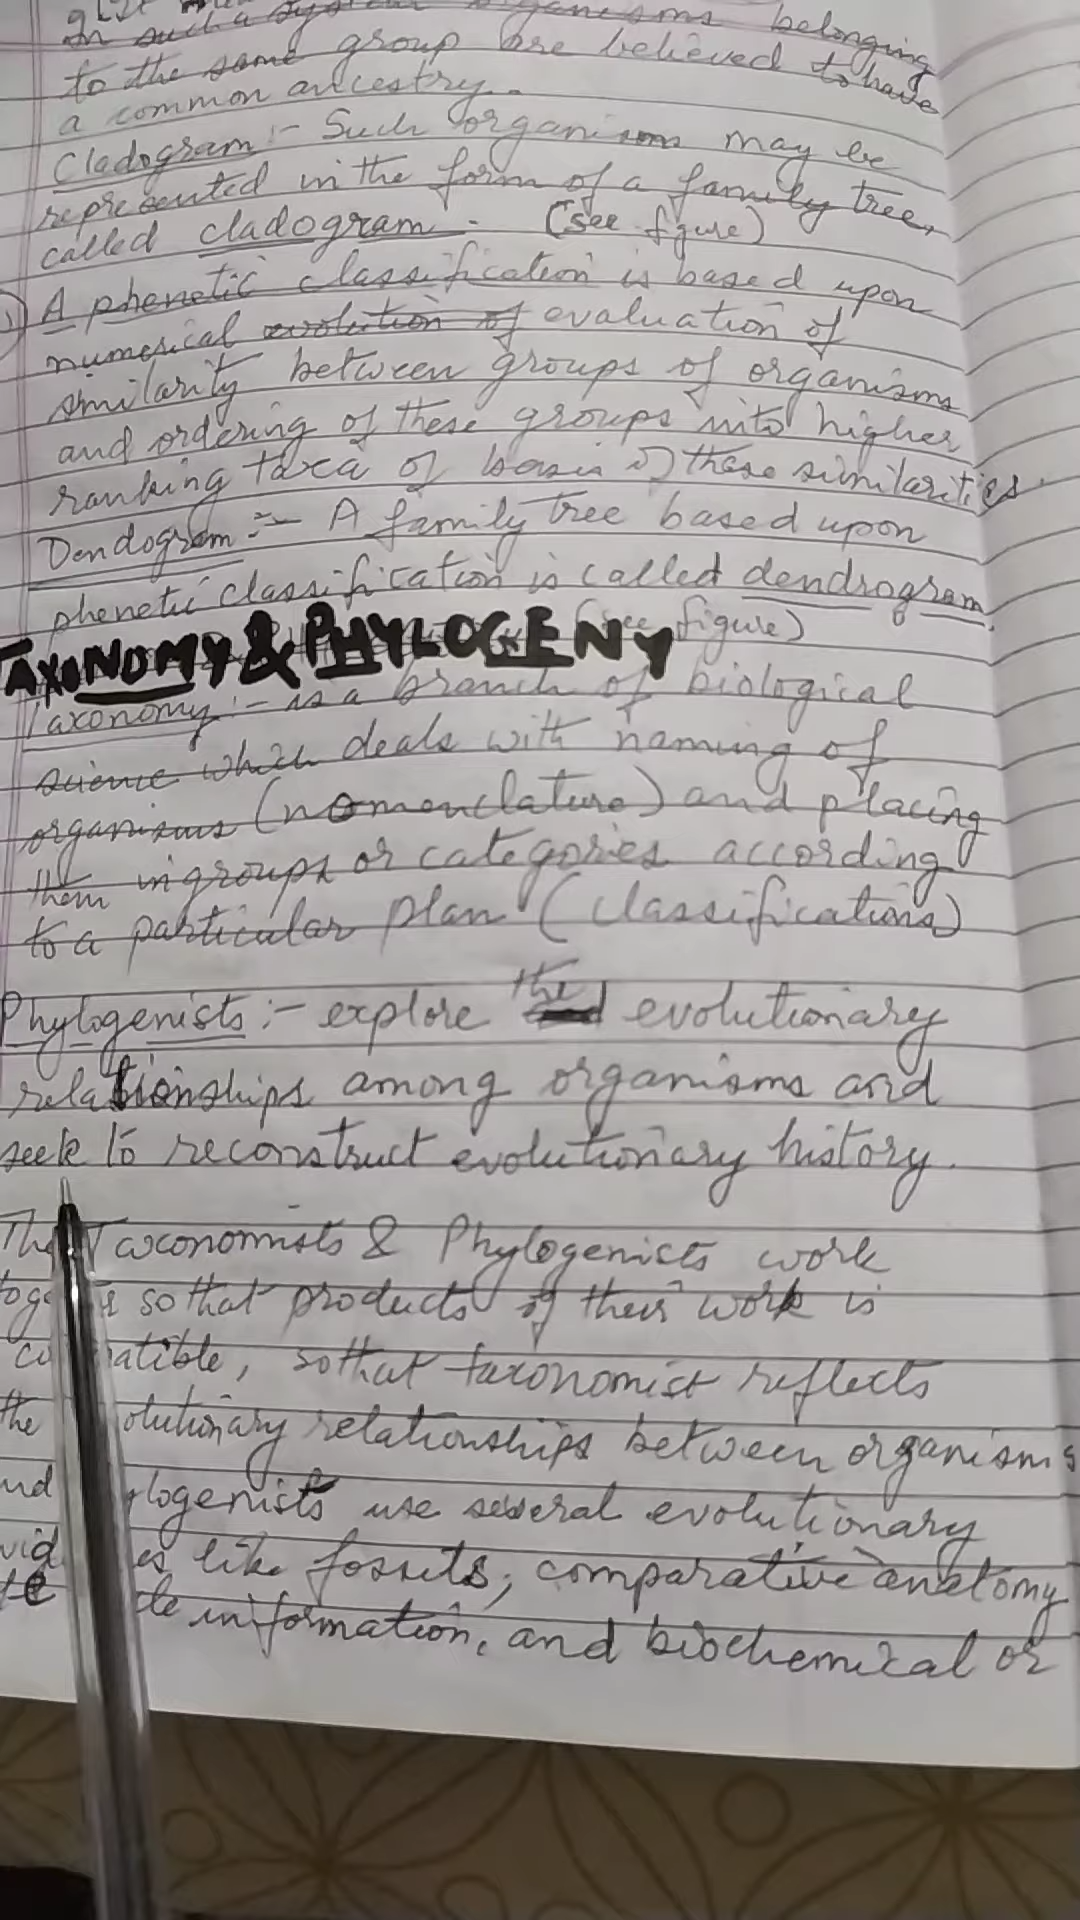 In such a system organisms belonging
to the same group are believed to have
a common ancestry.
Cladogram :- Such organisms may be
represented in the form of a family tree,
called cladogram. (see figure)
A phenetic classification is based upon
numerical evolution of evaluation of
similarity between groups of organisms
and ordering of these groups into higher
ranking taxa of basis of these similarities
Dendogram :- A family tree based upon
phenetic classification is called dendrogram.
(see figure)
TAXONOMY & PHYLOGENY
Taxonomy :- is a branch of biological
science which deals with naming of
organisms (nomenclature) and placing
them in groups or categories according
to a particular plan (classifications)
Phylogenists :- explore the evolutionary
relationships among organisms and
seek to reconstruct evolutionary history.
The Taxonomists & Phylogenists work
so that products of their work is
so that taxonomist reflects
the relationships between organisms
use several evolutionary
like fossils, comparative anatomy
information, and biochemical or